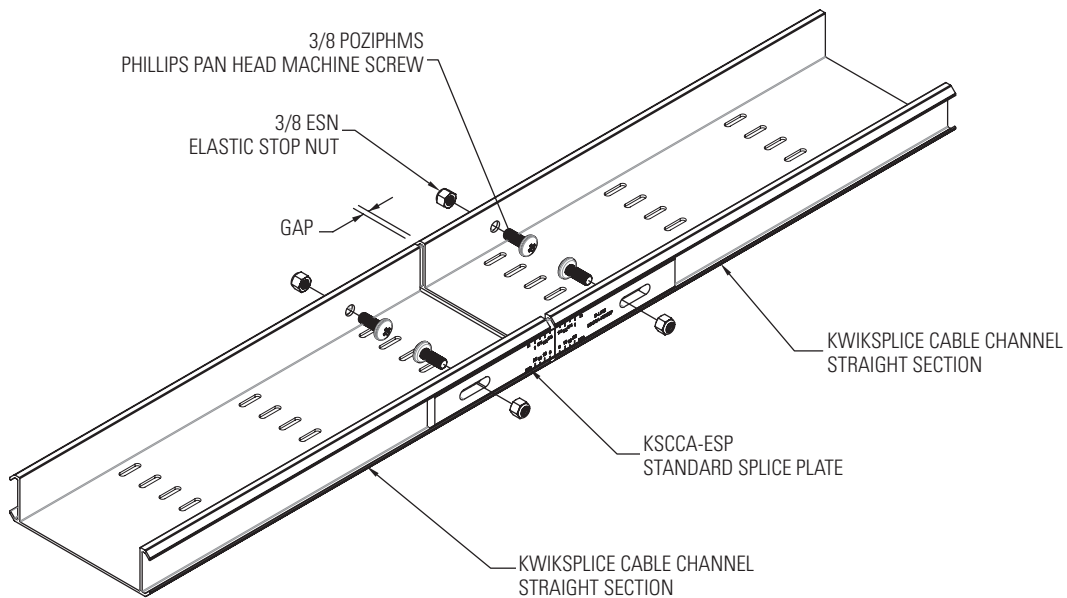 3/8 POZIPHMS
PHILLIPS PAN HEAD MACHINE SCREW
3/8 ESN
ELASTIC STOP NUT
GAP
KWIKSPLICE CABLE CHANNEL
STRAIGHT SECTION
KSCCA-ESP
STANDARD SPLICE PLATE
KWIKSPLICE CABLE CHANNEL
STRAIGHT SECTION